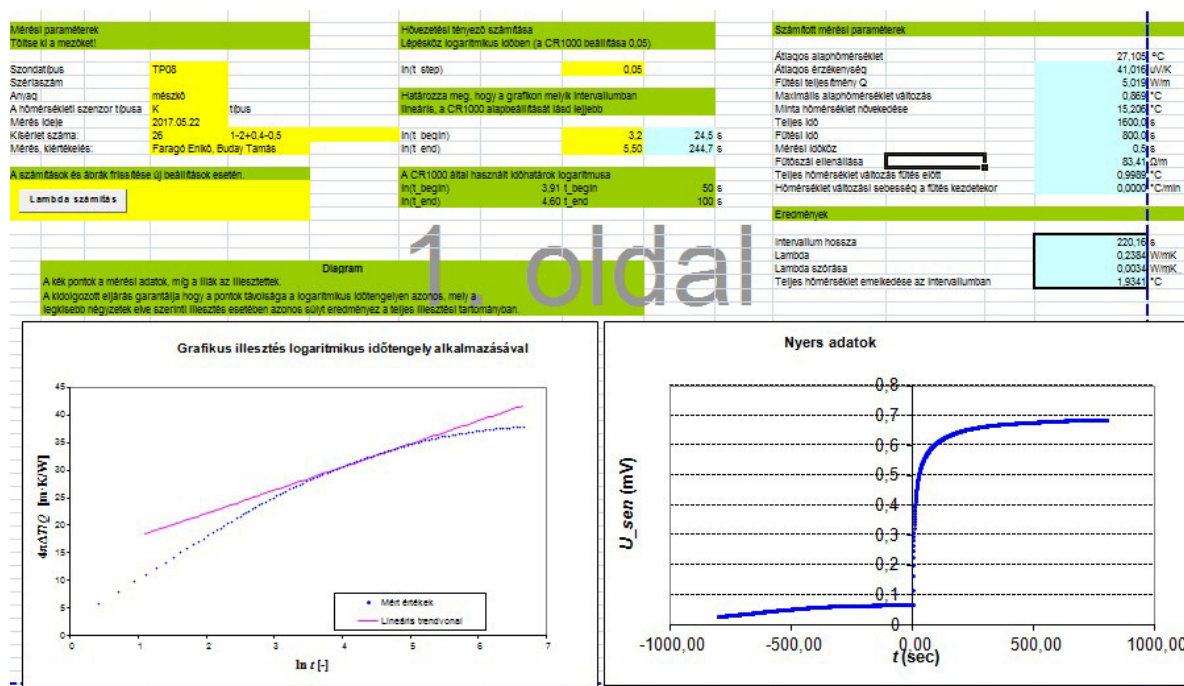 Mérési paraméterek
Töltse ki a mezőket!
Szondatípus TP08
Szériaszám
Anyag mészkő
A hőmérsékleti szenzor típusa K típus
Mérés ideje 2017.05.22
Kísérlet száma: 26 1-2+0,4-0,5
Mérés, kiértékelés: Faragó Enikő, Buday Tamás
A számítások és ábrák frissítése új beállítások esetén.
Lambda számítás
Hővezetési tényező számítása
Lépésköz logaritmikus időben (a CR1000 beállítása 0,05)
ln(t_step) 0,05
Határozza meg, hogy a grafikon melyik intervallumban
lineáris, a CR1000 alapbeállítását lásd lejjebb
ln(t_begin) 3,2 24,5 s
ln(t_end) 5,50 244,7 s
A CR1000 által használt időhatárok logaritmusa
ln(t_begin) 3,91 t_begin 50 s
ln(t_end) 4,60 t_end 100 s
Számított mérési paraméterek
Átlagos alaphőmérséklet 27,105 °C
Átlagos érzékenység 41,016 uV/K
Fűtési teljesítmény Q 5,019 W/m
Maximális alaphőmérséklet változás 0,869 °C
Minta hőmérséklet növekedése 15,206 °C
Teljes idő 1600,0 s
Fűtési idő 800,0 s
Mérési időköz 0,5 s
Fűtőszál ellenállása 83,41 Ω/m
Teljes hőmérséklet változás fűtés előtt 0,9989 °C
Hőmérséklet változási sebesség a fűtés kezdetekor 0,0000 °C/min
Eredmények
Intervallum hossza 220,16 s
Lambda 0,2384 W/mK
Lambda szórása 0,0034 W/mK
Teljes hőmérséklet emelkedése az intervallumban 1,9341 °C
1. oldal
Diagram
A kék pontok a mérési adatok, míg a lilák az illesztettek.
A kidolgozott eljárás garantálja hogy a pontok távolsága a logaritmikus időtengelyen azonos, mely a
legkisebb négyzetek elve szerinti illesztés esetében azonos súlyt eredményez a teljes illesztési tartományban.
Grafikus illesztés logaritmikus időtengely alkalmazásával
4πΔT/Q [m·K/W]
45
40
35
30
25
20
15
10
5
0
0 1 2 3 4 5 6 7
ln t [-]
Mért értékek
Lineáris trendvonal
Nyers adatok
U_sen (mV)
0,8
0,7
0,6
0,5
0,4
0,3
0,2
0,1
0
-1000,00 -500,00 0,00 500,00 1000,00
t (sec)